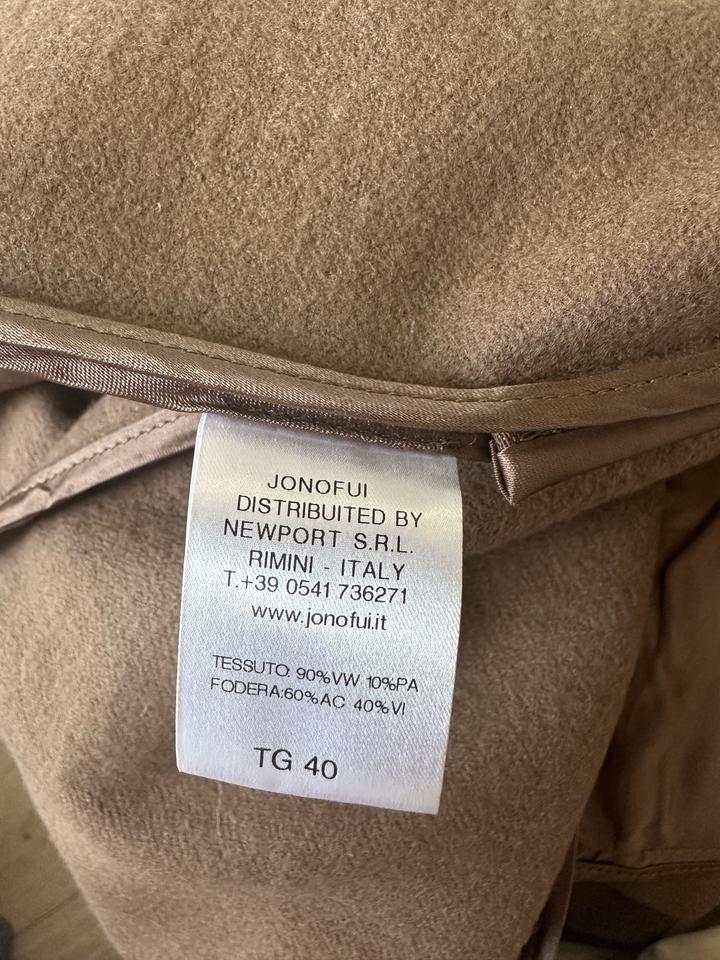 JONOFUI
DISTRIBUITED BY
NEWPORT S.R.L.
RIMINI - ITALY
T.+39 0541 736271
www.jonofui.it
TESSUTO: 90%VW 10%PA
FODERA:60%AC 40%VI
TG 40